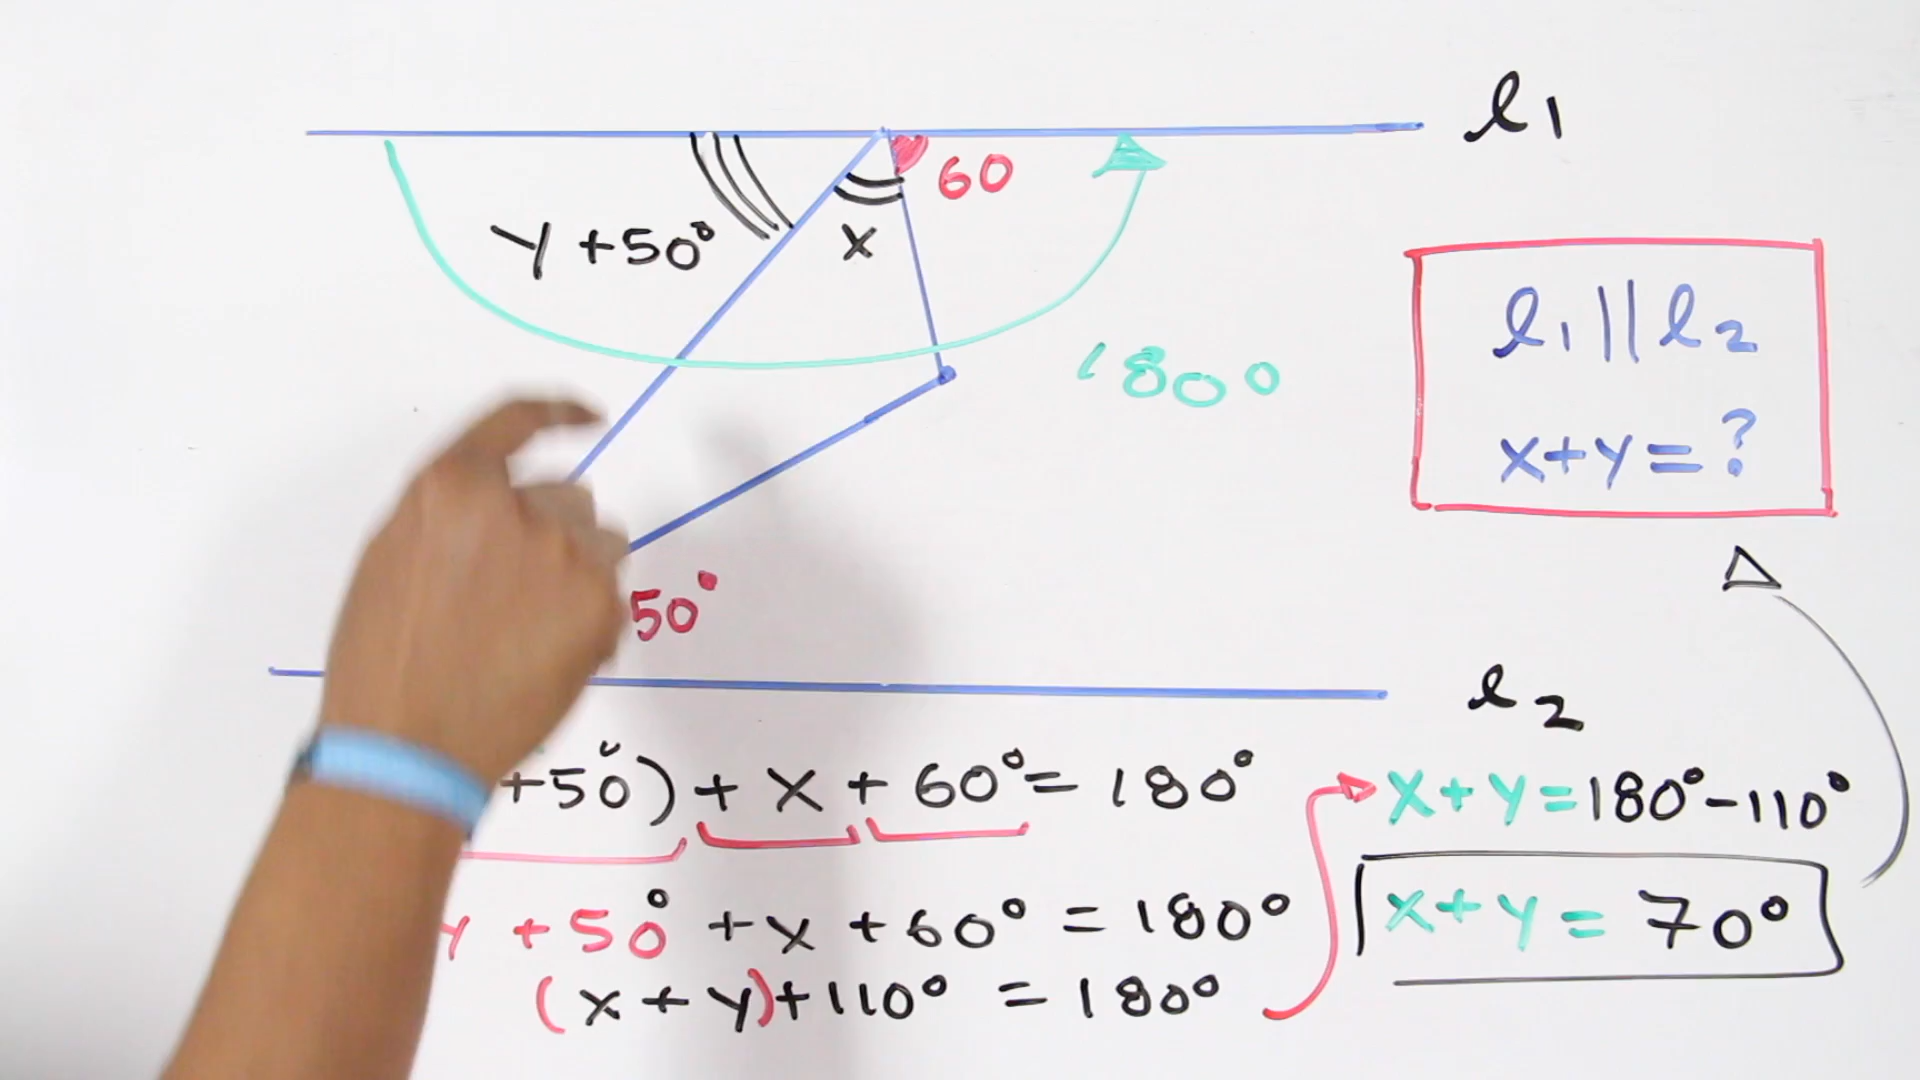 l1
60
Y + 50°
X
l1 || l2
180°
X + Y = ?
50°
l2
+ 50°) + X + 60° = 180°
X + Y = 180° - 110°
Y + 50° + X + 60° = 180°
X + Y = 70°
(X + Y) + 110° = 180°